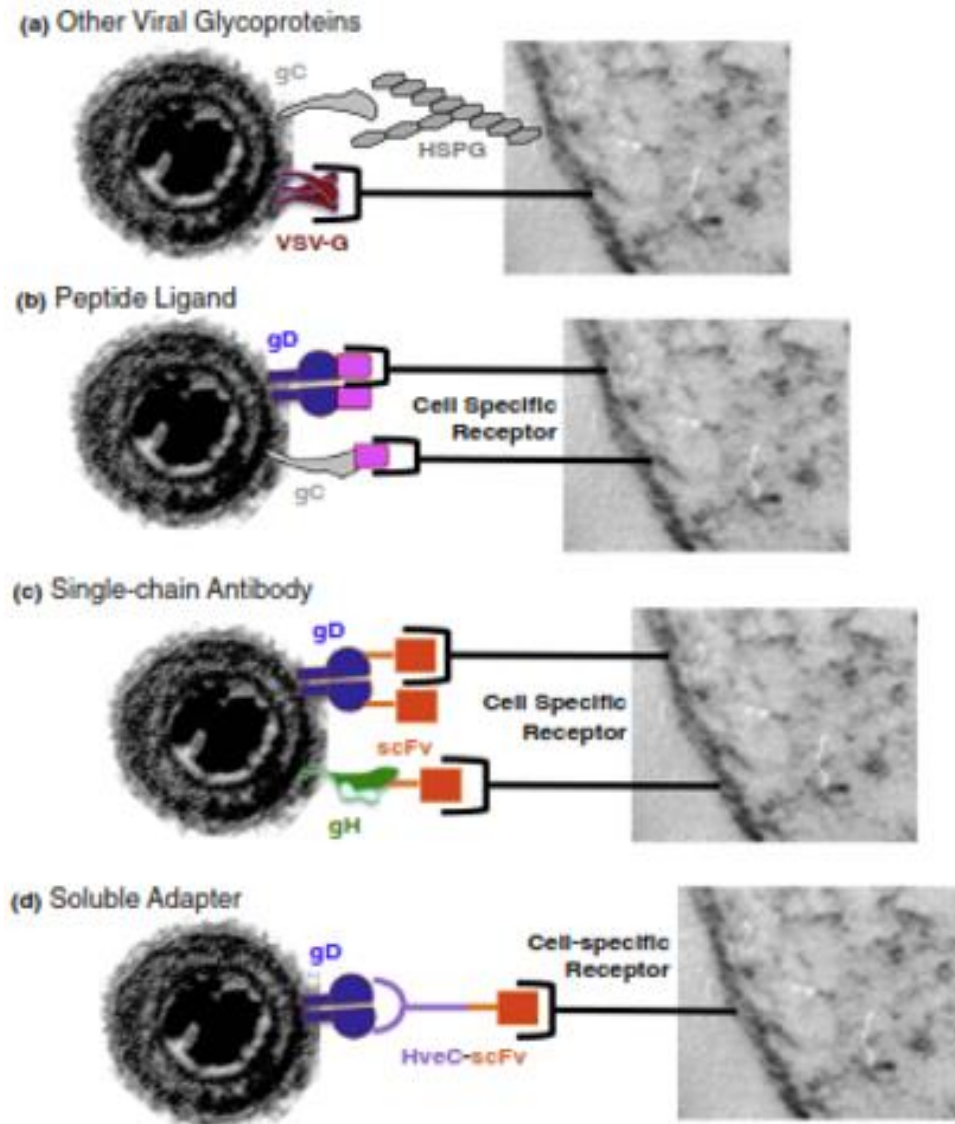 (a) Other Viral Glycoproteins
gC
HSPG
VSV-G
(b) Peptide Ligand
gD
Cell Specific
Receptor
gC
(c) Single-chain Antibody
gD
Cell Specific
Receptor
scFv
gH
(d) Soluble Adapter
gD
Cell-specific
Receptor
HveC-scFv